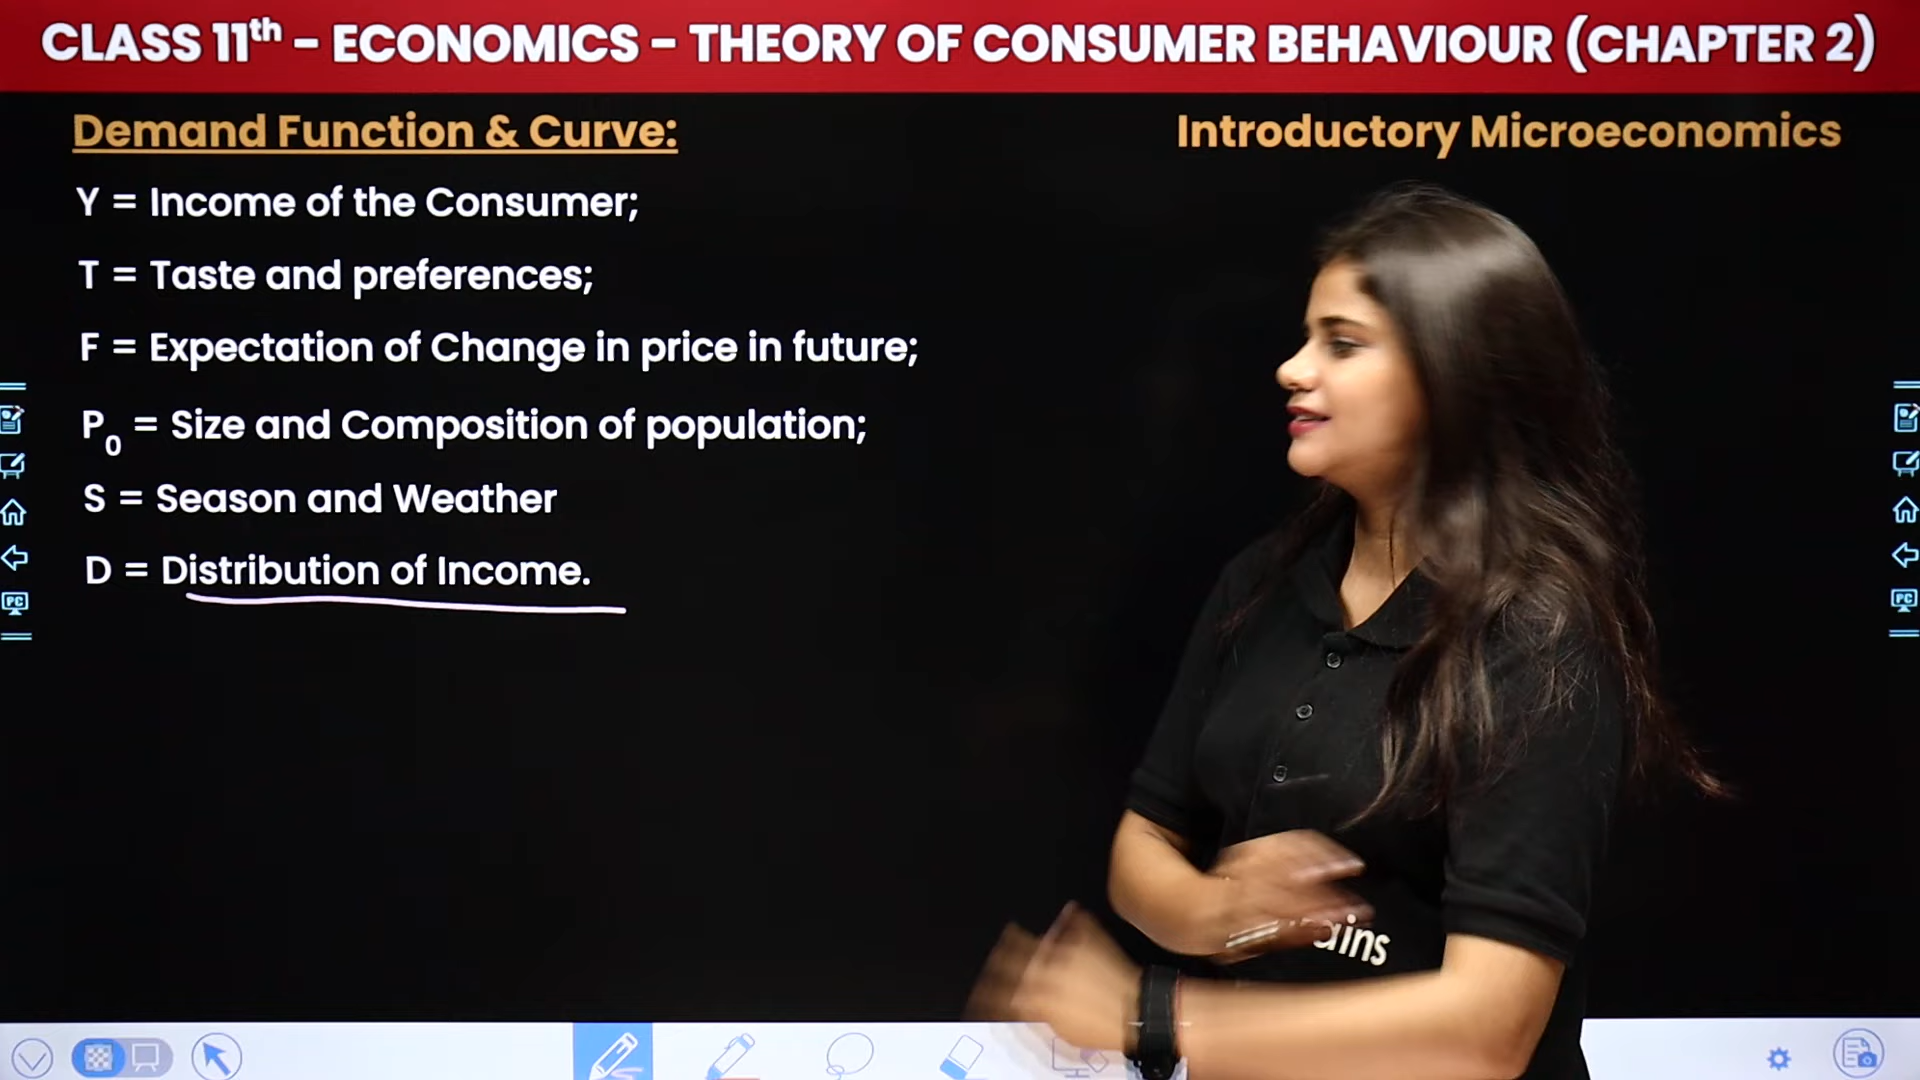 CLASS 11th - ECONOMICS - THEORY OF CONSUMER BEHAVIOUR (CHAPTER 2)
Demand Function & Curve:
Introductory Microeconomics
Y = Income of the Consumer;
T = Taste and preferences;
F = Expectation of Change in price in future;
P0 = Size and Composition of population;
S = Season and Weather
D = Distribution of Income.
PC
PC